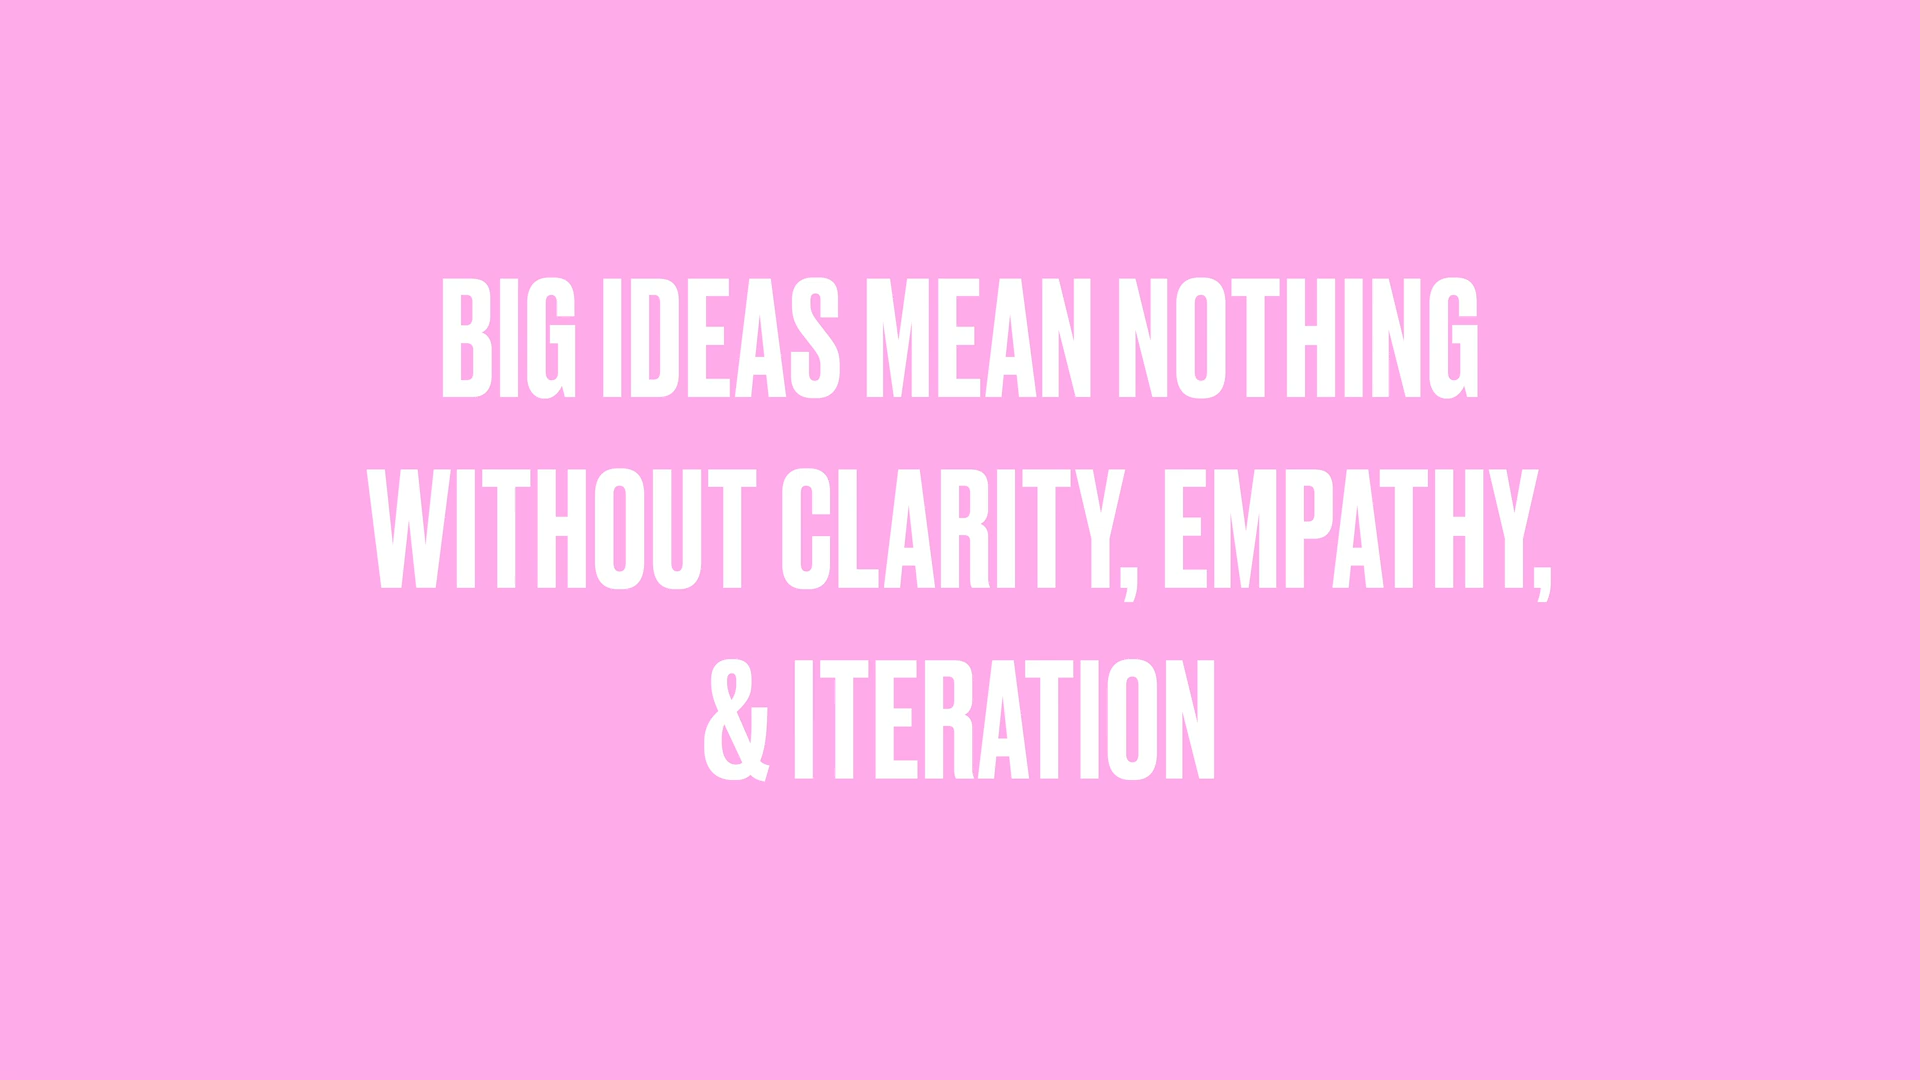 BIG IDEAS MEAN NOTHING
WITHOUT CLARITY, EMPATHY,
& ITERATION